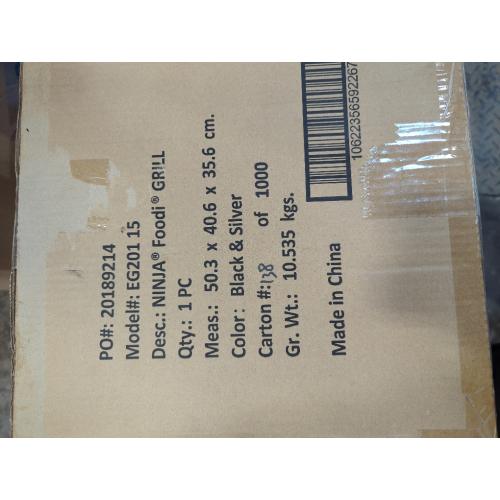 PO#: 20189214
Model#: EG201 15
Desc.: NINJA® Foodi® GRILL
Qty.: 1 PC
Meas.: 50.3 x 40.6 x 35.6 cm.
Color: Black & Silver
Carton #: 138 of 1000
Gr. Wt.: 10.535 kgs.
Made in China
10622356592267